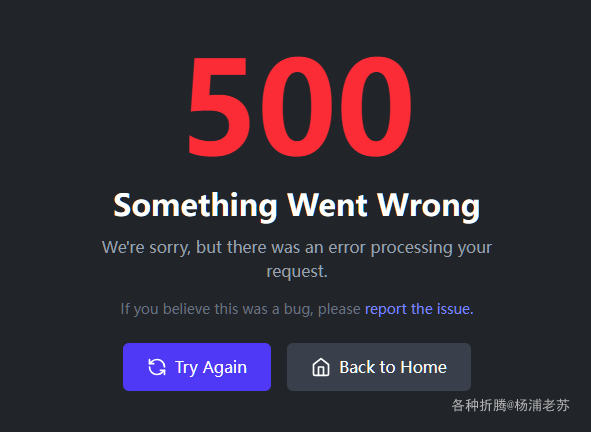 500
Something Went Wrong
We're sorry, but there was an error processing your
request.
If you believe this was a bug, please report the issue.
Try Again
Back to Home
各种折腾@杨浦老苏